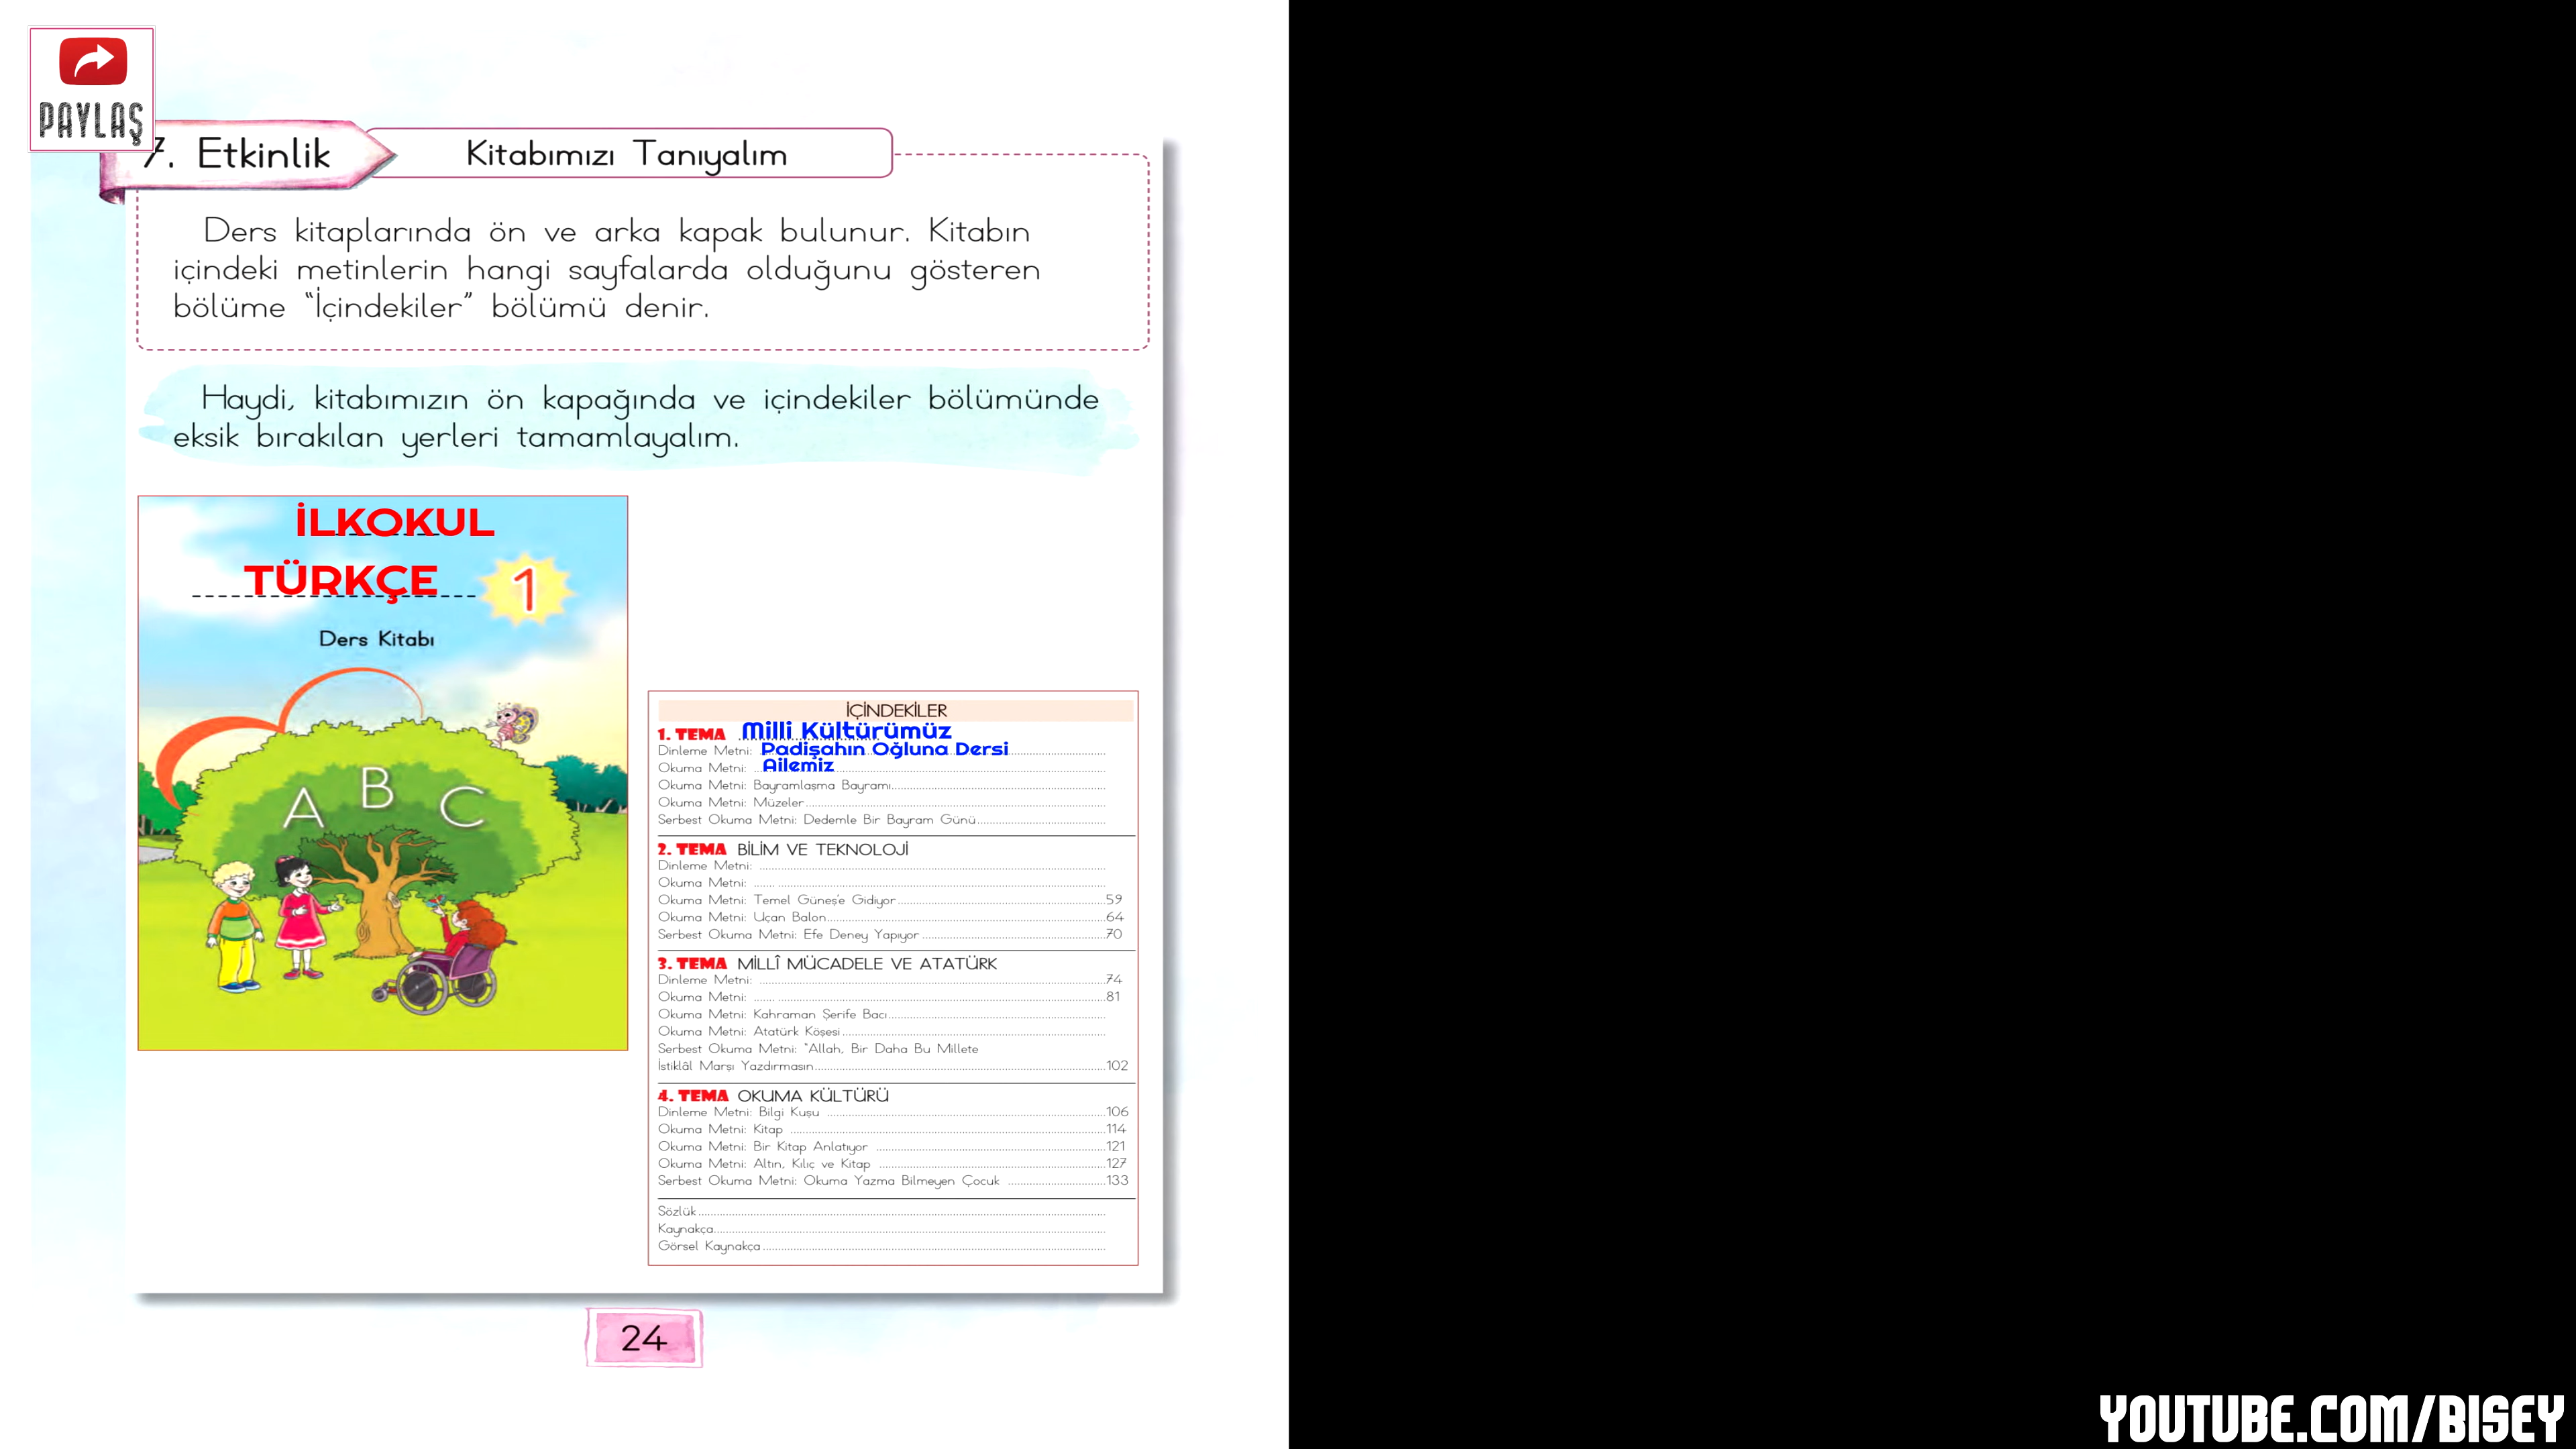 PAYLAŞ
7. Etkinlik
Kitabımızı Tanıyalım
Ders kitaplarında ön ve arka kapak bulunur. Kitabın
içindeki metinlerin hangi sayfalarda olduğunu gösteren
bölüme “İçindekiler” bölümü denir.
Haydi, kitabımızın ön kapağında ve içindekiler bölümünde
eksik bırakılan yerleri tamamlayalım.
İLKOKUL
TÜRKÇE 1
Ders Kitabı
A B C
İÇİNDEKİLER
1. TEMA Milli Kültürümüz
Dinleme Metni: Padişahın Oğluna Dersi
Okuma Metni: Ailemiz
Okuma Metni: Bayramlaşma Bayramı
Okuma Metni: Müzeler
Serbest Okuma Metni: Dedemle Bir Bayram Günü
2. TEMA BİLİM VE TEKNOLOJİ
Dinleme Metni:
Okuma Metni:
Okuma Metni: Temel Güneş'e Gidiyor 59
Okuma Metni: Uçan Balon 64
Serbest Okuma Metni: Efe Deney Yapıyor 70
3. TEMA MİLLÎ MÜCADELE VE ATATÜRK
Dinleme Metni: 74
Okuma Metni: 81
Okuma Metni: Kahraman Şerife Bacı
Okuma Metni: Atatürk Köşesi
Serbest Okuma Metni: “Allah, Bir Daha Bu Millete
İstiklâl Marşı Yazdırmasın 102
4. TEMA OKUMA KÜLTÜRÜ
Dinleme Metni: Bilgi Kuşu 106
Okuma Metni: Kitap 114
Okuma Metni: Bir Kitap Anlatıyor 121
Okuma Metni: Altın, Kılıç ve Kitap 127
Serbest Okuma Metni: Okuma Yazma Bilmeyen Çocuk 133
Sözlük
Kaynakça
Görsel Kaynakça
24
YOUTUBE.COM/BISEY